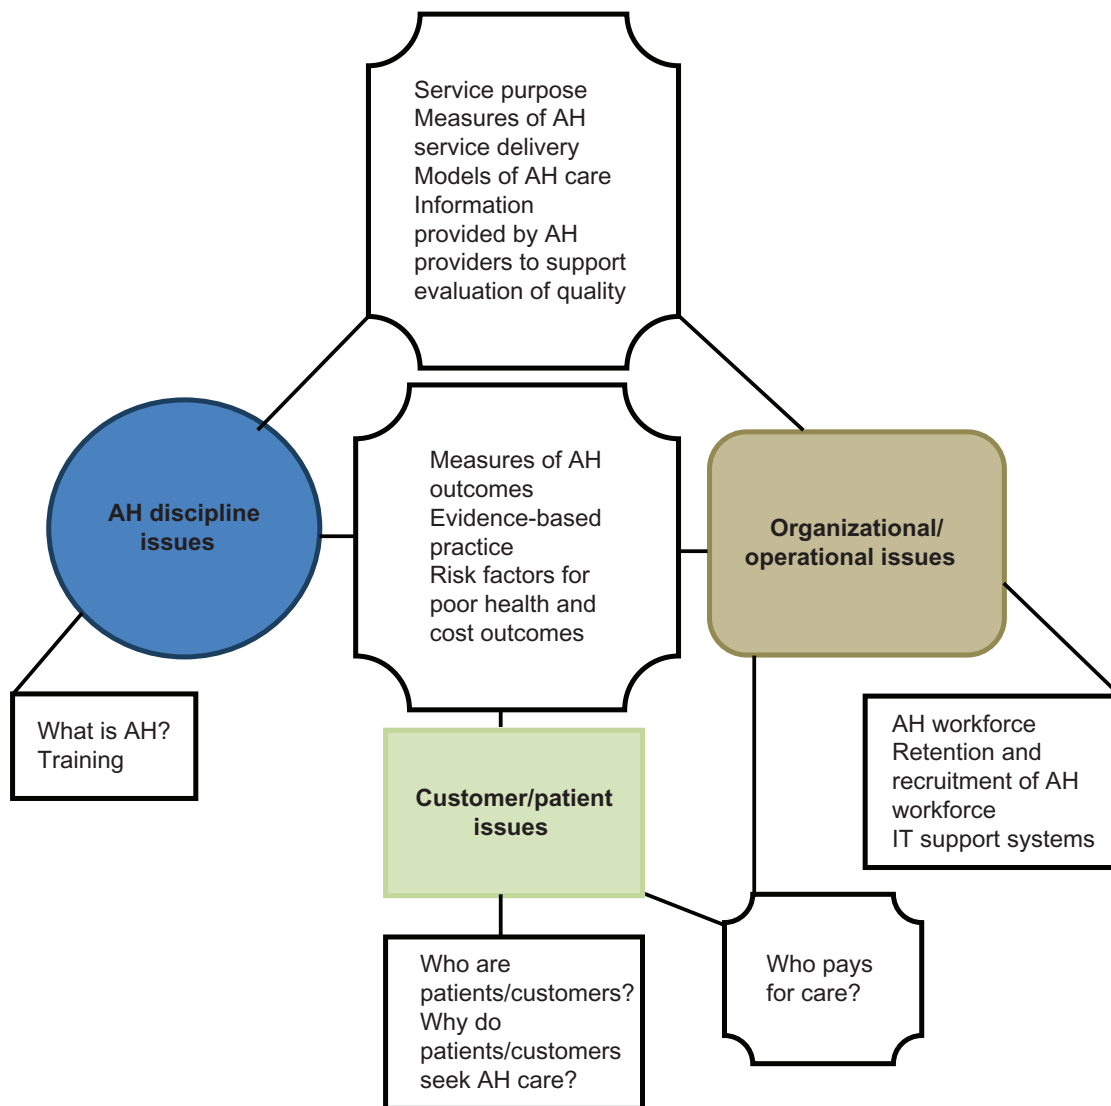 Service purpose
Measures of AH
service delivery
Models of AH care
Information
provided by AH
providers to support
evaluation of quality
AH discipline
issues
Measures of AH
outcomes
Evidence-based
practice
Risk factors for
poor health and
cost outcomes
Organizational/
operational issues
What is AH?
Training
Customer/patient
issues
AH workforce
Retention and
recruitment of AH
workforce
IT support systems
Who are
patients/customers?
Why do
patients/customers
seek AH care?
Who pays
for care?